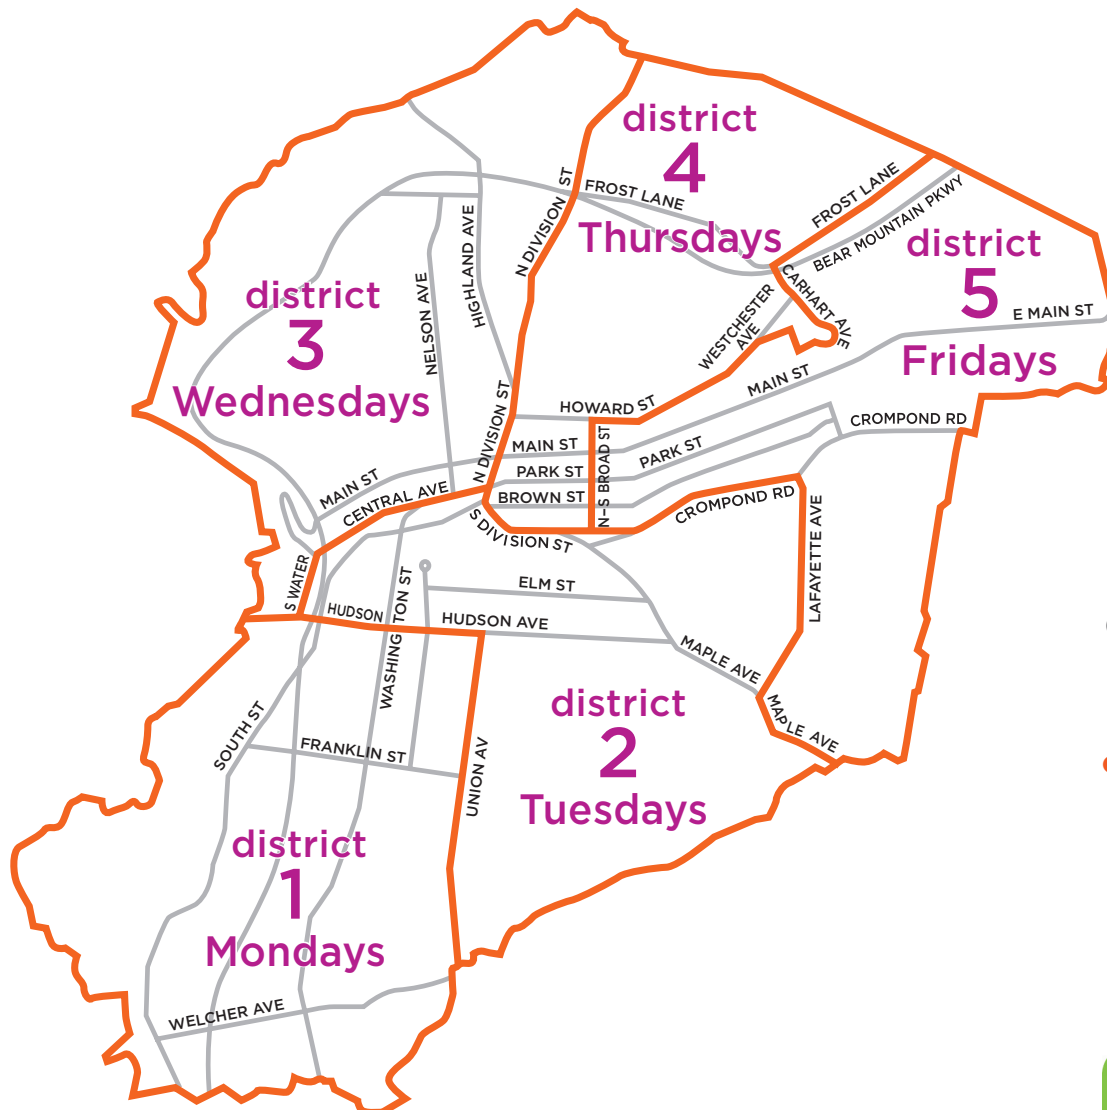 district
4
Thursdays
district
5
Fridays
district
3
Wednesdays
district
2
Tuesdays
district
1
Mondays
N DIVISION ST
FROST LANE
FROST LANE
BEAR MOUNTAIN PKWY
HIGHLAND AVE
NELSON AVE
CARHART AVE
WESTCHESTER
AVE
E MAIN ST
MAIN ST
HOWARD ST
N DIVISION ST
MAIN ST
PARK ST
PARK ST
BROWN ST
N–S BROAD ST
CROMPOND RD
CROMPOND RD
MAIN ST
CENTRAL AVE
S DIVISION ST
LAFAYETTE AVE
S WATER
HUDSON
WASHINGTON ST
ELM ST
HUDSON AVE
MAPLE AVE
MAPLE AVE
SOUTH ST
FRANKLIN ST
UNION AV
WELCHER AVE